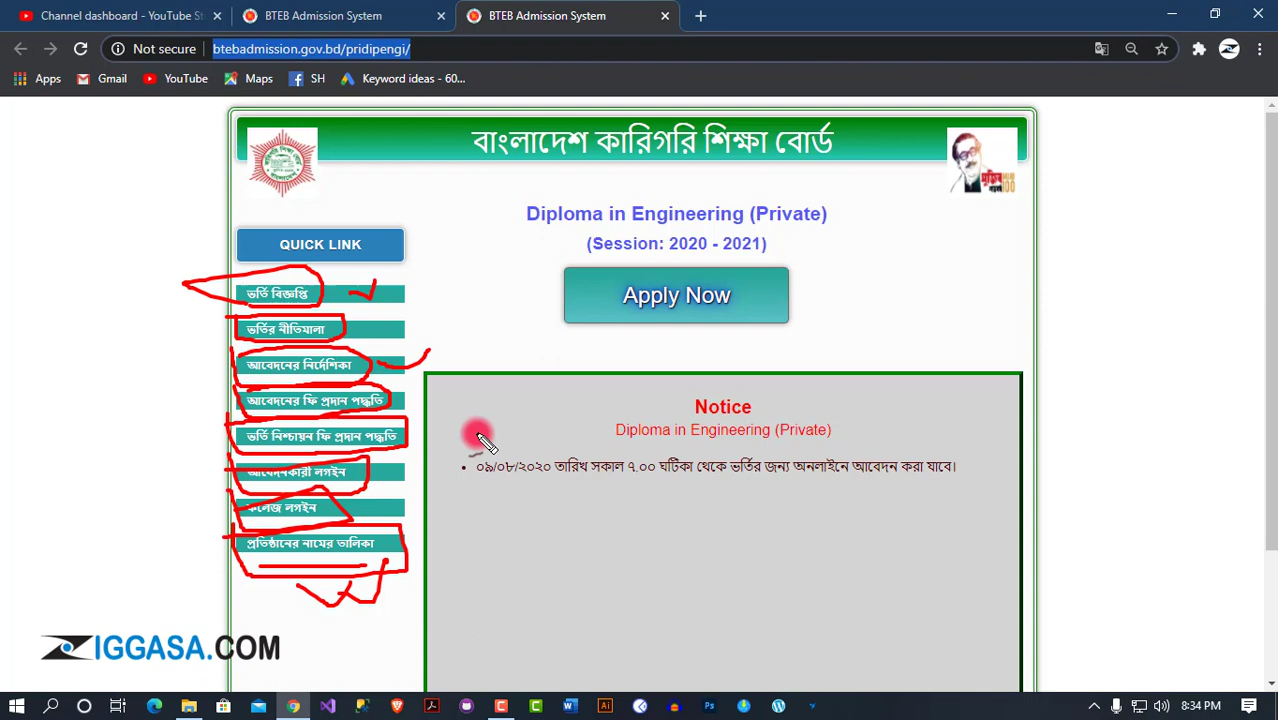 Channel dashboard - YouTube St
BTEB Admission System
BTEB Admission System
Not secure
btebadmission.gov.bd/pridipengi/
Apps
Gmail
YouTube
Maps
SH
Keyword ideas - 60...
বাংলাদেশ কারিগরি শিক্ষা বোর্ড
Diploma in Engineering (Private)
(Session: 2020 - 2021)
QUICK LINK
Apply Now
ভর্তি বিজ্ঞপ্তি
ভর্তির নীতিমালা
আবেদনের নির্দেশিকা
আবেদনের ফি প্রদান পদ্ধতি
ভর্তি নিশ্চায়ন ফি প্রদান পদ্ধতি
আবেদনকারী লগইন
কলেজ লগইন
প্রতিষ্ঠানের নামের তালিকা
Notice
Diploma in Engineering (Private)
০৯/০৮/২০২০ তারিখ সকাল ৭.০০ ঘটিকা থেকে ভর্তির জন্য অনলাইনে আবেদন করা যাবে।
ZIGGASA.COM
8:34 PM